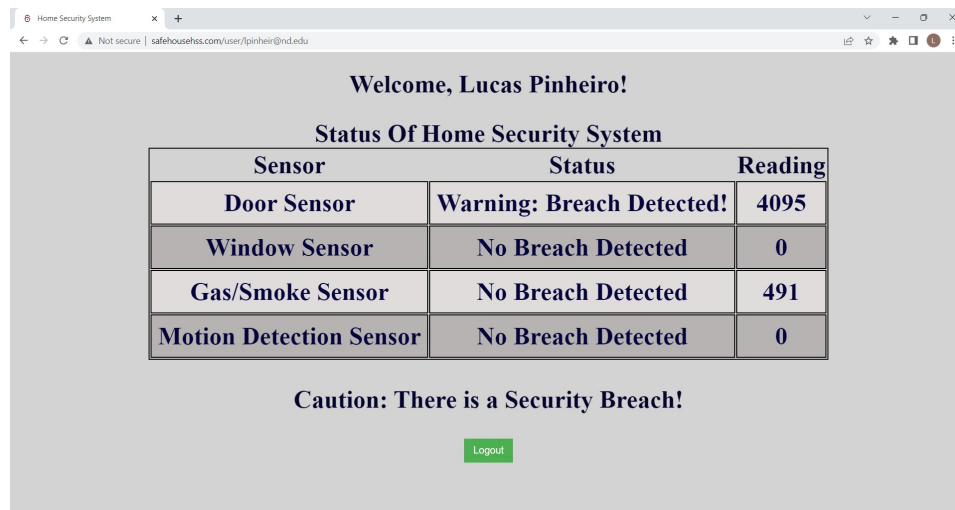 Home Security System
Not secure | safehousehss.com/user/lpinheir@nd.edu
L
Welcome, Lucas Pinheiro!
Status Of Home Security System
Sensor Status Reading
Door Sensor Warning: Breach Detected! 4095
Window Sensor No Breach Detected 0
Gas/Smoke Sensor No Breach Detected 491
Motion Detection Sensor No Breach Detected 0
Caution: There is a Security Breach!
Logout